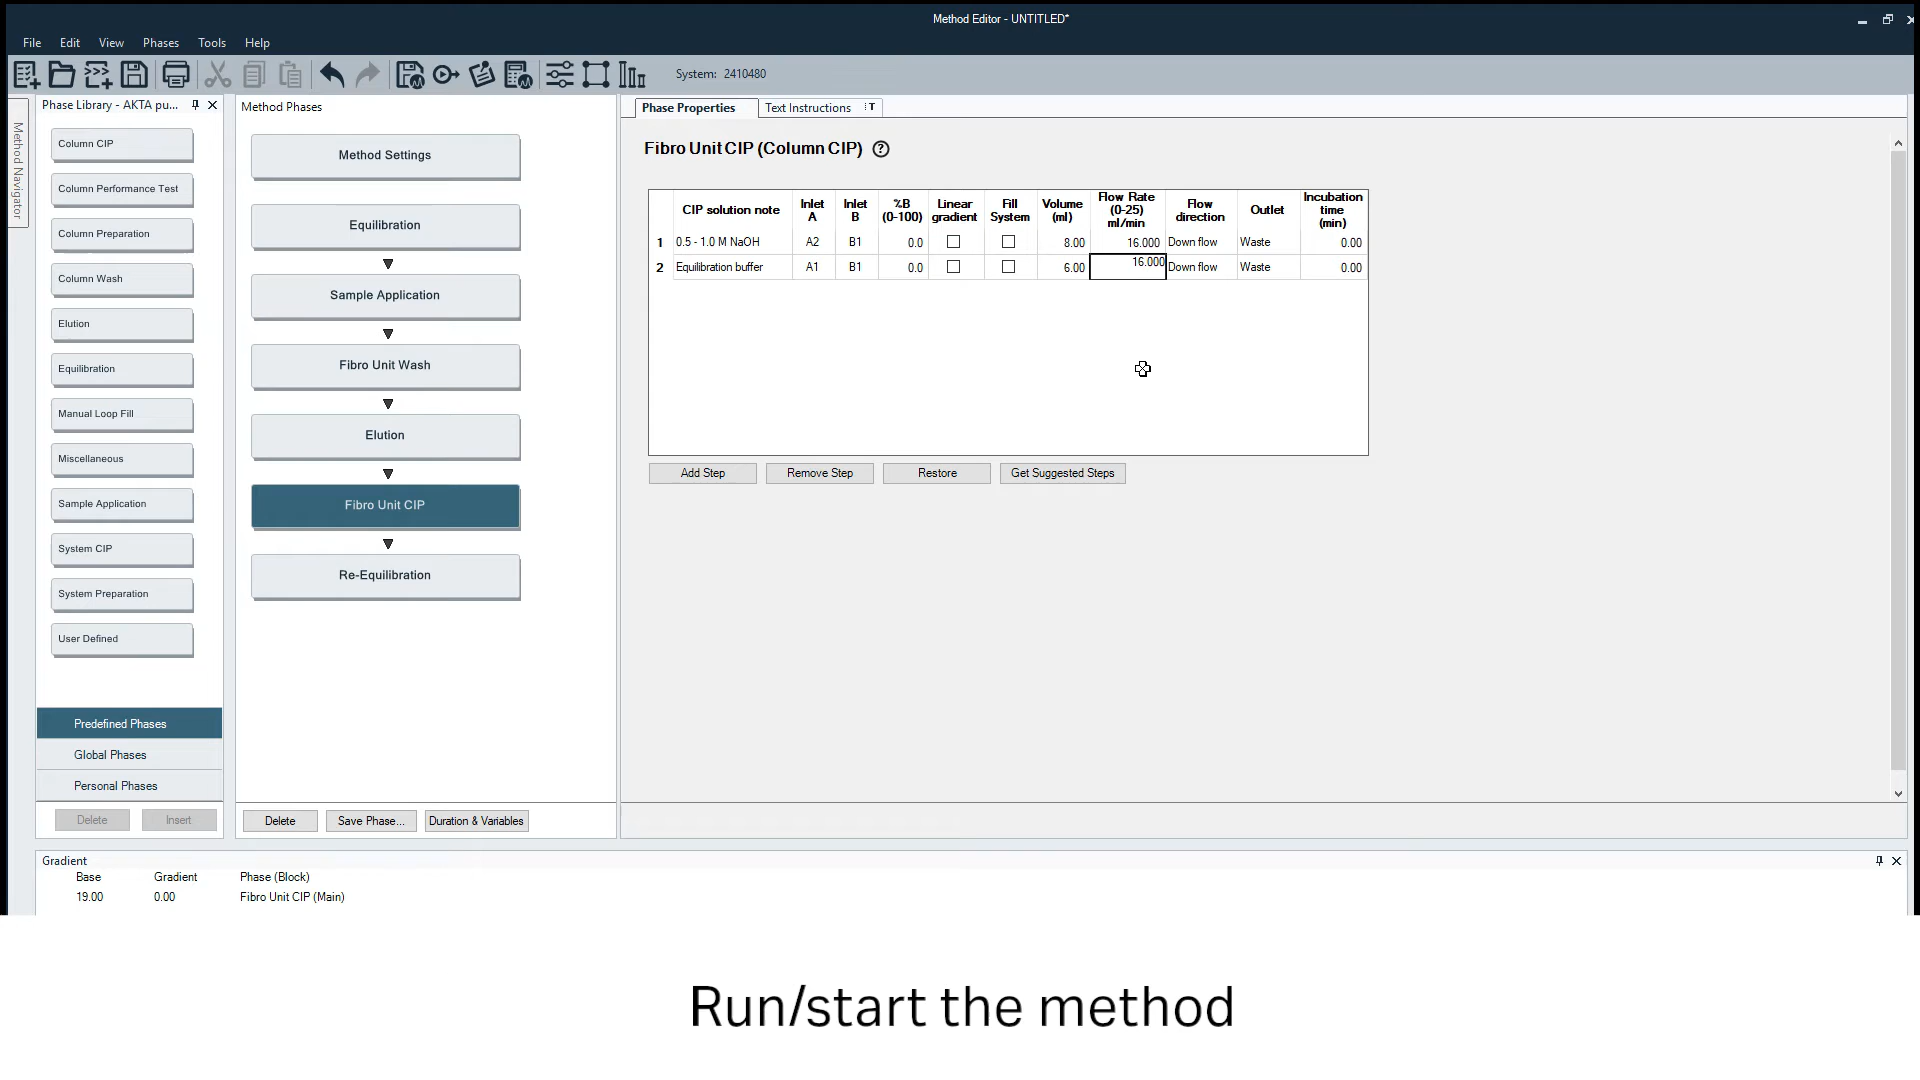 Method Editor - UNTITLED*
File Edit View Phases Tools Help
System: 2410480
Method Navigator
Phase Library - AKTA pu...
Column CIP
Column Performance Test
Column Preparation
Column Wash
Elution
Equilibration
Manual Loop Fill
Miscellaneous
Sample Application
System CIP
System Preparation
User Defined
Predefined Phases
Global Phases
Personal Phases
Delete Insert
Method Phases
Method Settings
Equilibration
Sample Application
Fibro Unit Wash
Elution
Fibro Unit CIP
Re-Equilibration
Delete Save Phase... Duration & Variables
Phase Properties Text Instructions
Fibro Unit CIP (Column CIP) ?
CIP solution note Inlet A Inlet B %B (0-100) Linear gradient Fill System Volume (ml) Flow Rate (0-25) ml/min Flow direction Outlet Incubation time (min)
1 0.5 - 1.0 M NaOH A2 B1 0.0 8.00 16.000 Down flow Waste 0.00
2 Equilibration buffer A1 B1 0.0 6.00 16.000 Down flow Waste 0.00
Add Step Remove Step Restore Get Suggested Steps
Gradient
Base Gradient Phase (Block)
19.00 0.00 Fibro Unit CIP (Main)
Run/start the method